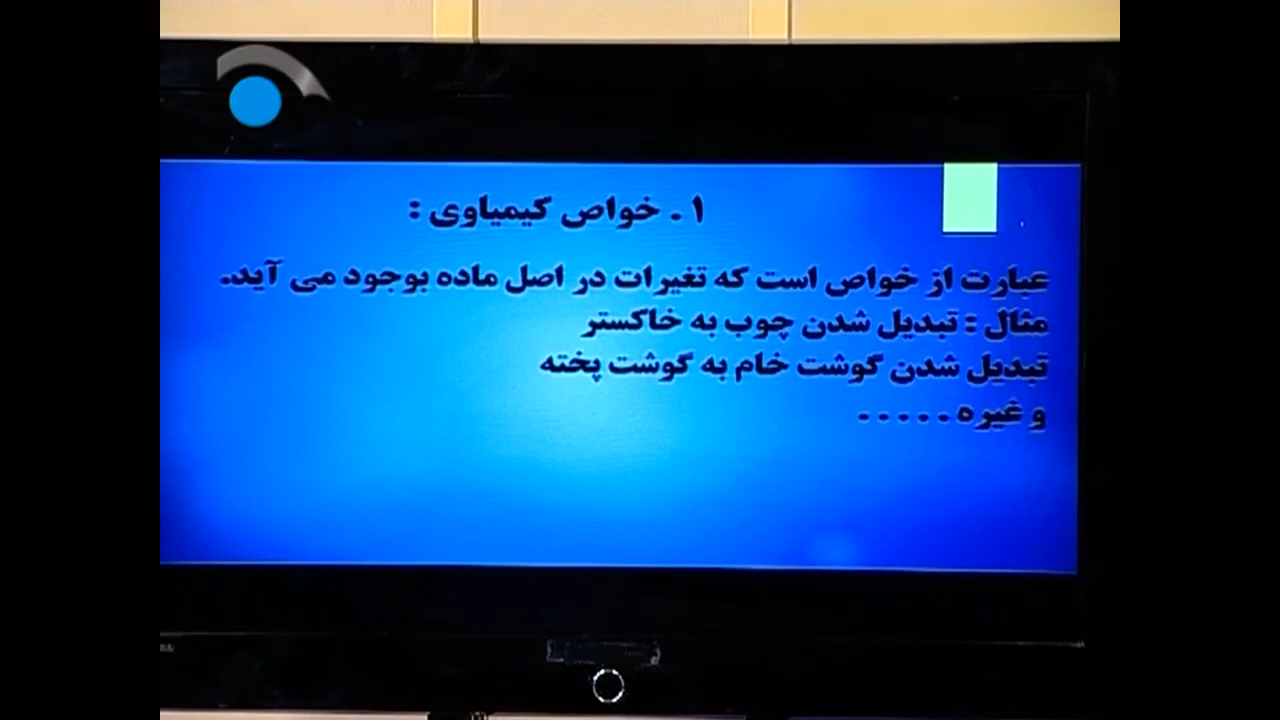 ۱ . خواص کیمیاوی :
عبارت از خواص است که تغیرات در اصل ماده بوجود می آید.
مثال : تبدیل شدن چوب به خاکستر
تبدیل شدن گوشت خام به گوشت پخته
و غیره . . . . .